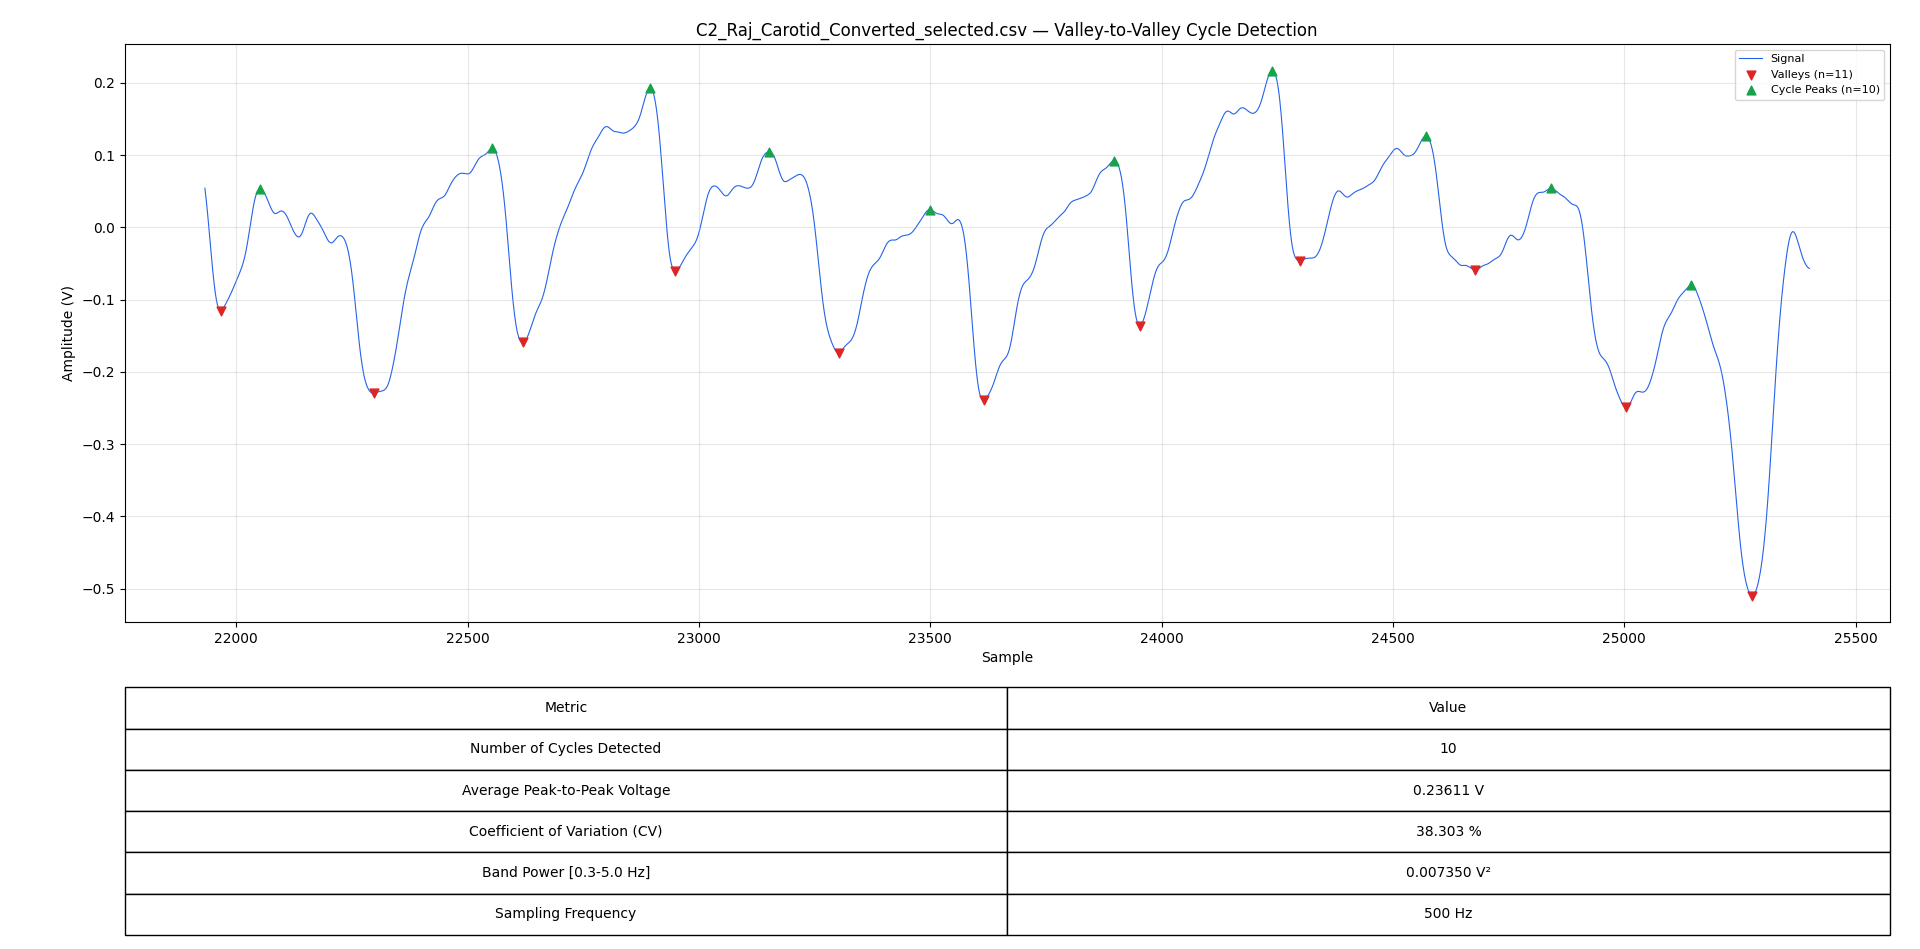 C2_Raj_Carotid_Converted_selected.csv — Valley-to-Valley Cycle Detection
Signal
Valleys (n=11)
Cycle Peaks (n=10)
Amplitude (V)
0.2
0.1
0.0
−0.1
−0.2
−0.3
−0.4
−0.5
22000 22500 23000 23500 24000 24500 25000 25500
Sample
Metric Value
Number of Cycles Detected 10
Average Peak-to-Peak Voltage 0.23611 V
Coefficient of Variation (CV) 38.303 %
Band Power [0.3-5.0 Hz] 0.007350 V²
Sampling Frequency 500 Hz